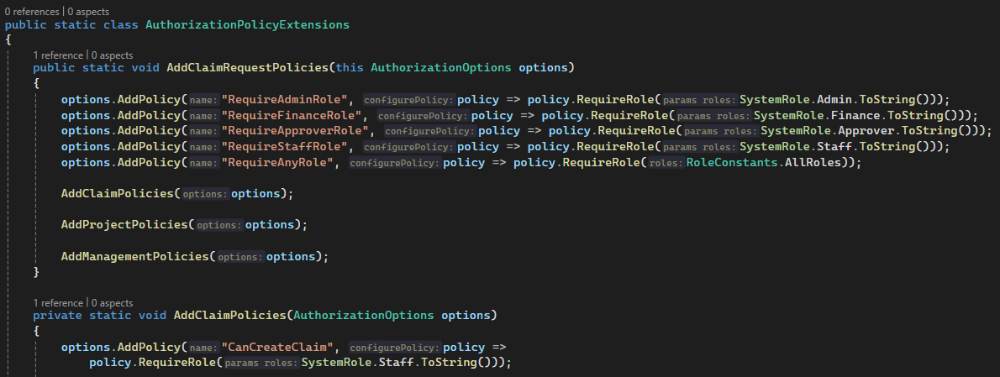 0 references | 0 aspects
public static class AuthorizationPolicyExtensions
{
1 reference | 0 aspects
public static void AddClaimRequestPolicies(this AuthorizationOptions options)
{
options.AddPolicy(name:"RequireAdminRole", configurePolicy:policy => policy.RequireRole(params roles:SystemRole.Admin.ToString()));
options.AddPolicy(name:"RequireFinanceRole", configurePolicy:policy => policy.RequireRole(params roles:SystemRole.Finance.ToString()));
options.AddPolicy(name:"RequireApproverRole", configurePolicy:policy => policy.RequireRole(params roles:SystemRole.Approver.ToString()));
options.AddPolicy(name:"RequireStaffRole", configurePolicy:policy => policy.RequireRole(params roles:SystemRole.Staff.ToString()));
options.AddPolicy(name:"RequireAnyRole", configurePolicy:policy => policy.RequireRole(roles:RoleConstants.AllRoles));
AddClaimPolicies(options:options);
AddProjectPolicies(options:options);
AddManagementPolicies(options:options);
}
1 reference | 0 aspects
private static void AddClaimPolicies(AuthorizationOptions options)
{
options.AddPolicy(name:"CanCreateClaim", configurePolicy:policy =>
policy.RequireRole(params roles:SystemRole.Staff.ToString()));